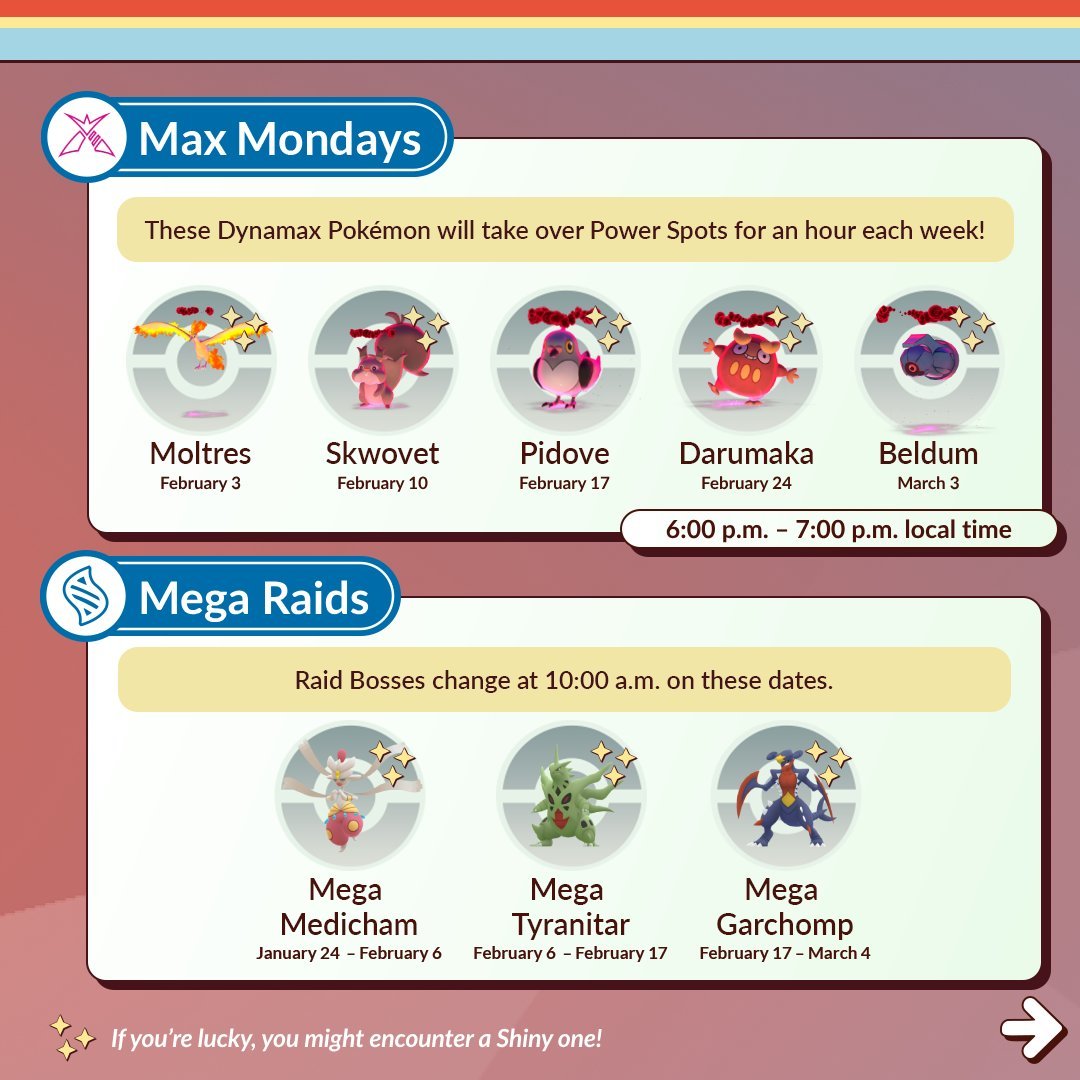 Max Mondays
These Dynamax Pokémon will take over Power Spots for an hour each week!
Moltres
February 3
Skwovet
February 10
Pidove
February 17
Darumaka
February 24
Beldum
March 3
6:00 p.m. – 7:00 p.m. local time
Mega Raids
Raid Bosses change at 10:00 a.m. on these dates.
Mega
Medicham
January 24 – February 6
Mega
Tyranitar
February 6 – February 17
Mega
Garchomp
February 17 – March 4
If you're lucky, you might encounter a Shiny one!